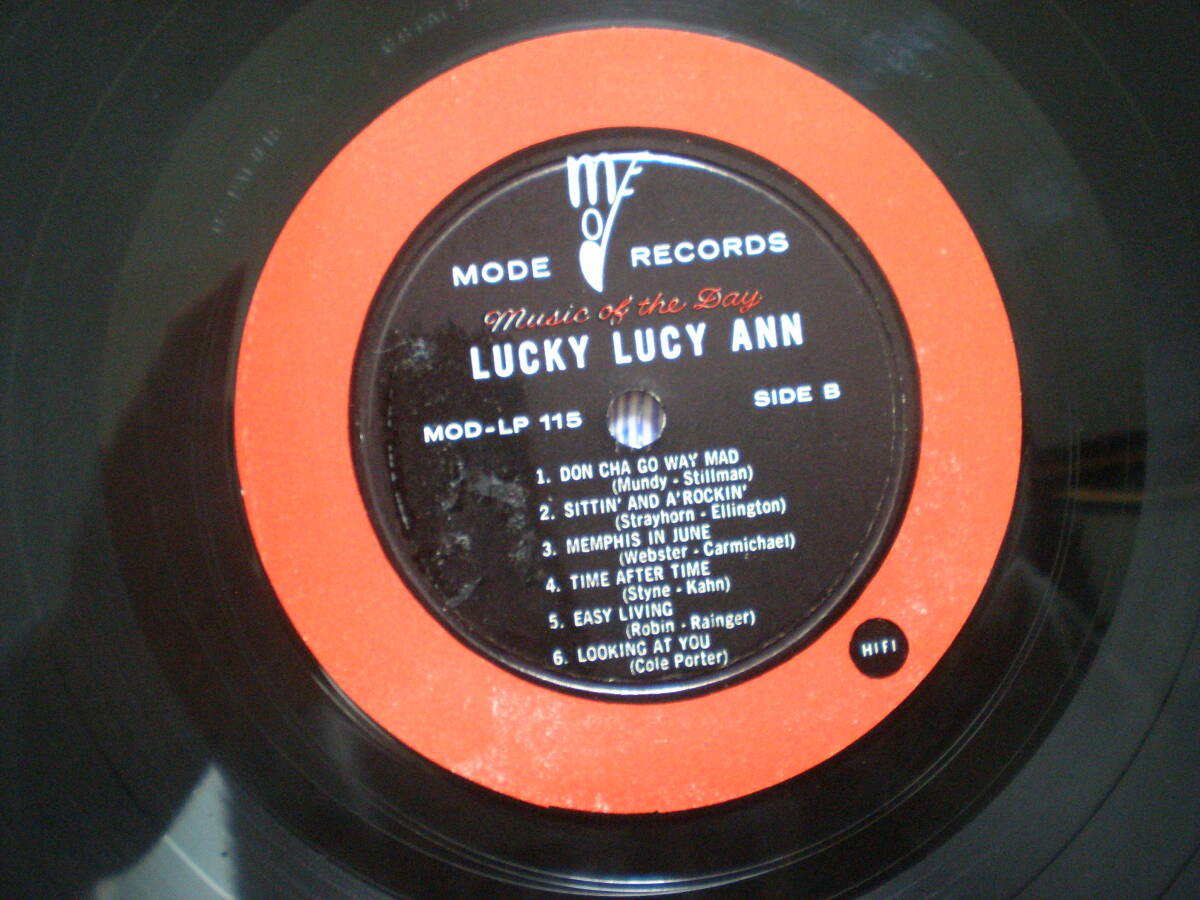 MODE
MODE RECORDS
Music of the Day
LUCKY LUCY ANN
MOD-LP 115
SIDE B
1. DON CHA GO WAY MAD
(Mundy - Stillman)
2. SITTIN' AND A'ROCKIN'
(Strayhorn - Ellington)
3. MEMPHIS IN JUNE
(Webster - Carmichael)
4. TIME AFTER TIME
(Styne - Kahn)
5. EASY LIVING
(Robin - Rainger)
6. LOOKING AT YOU
(Cole Porter)
HIFI